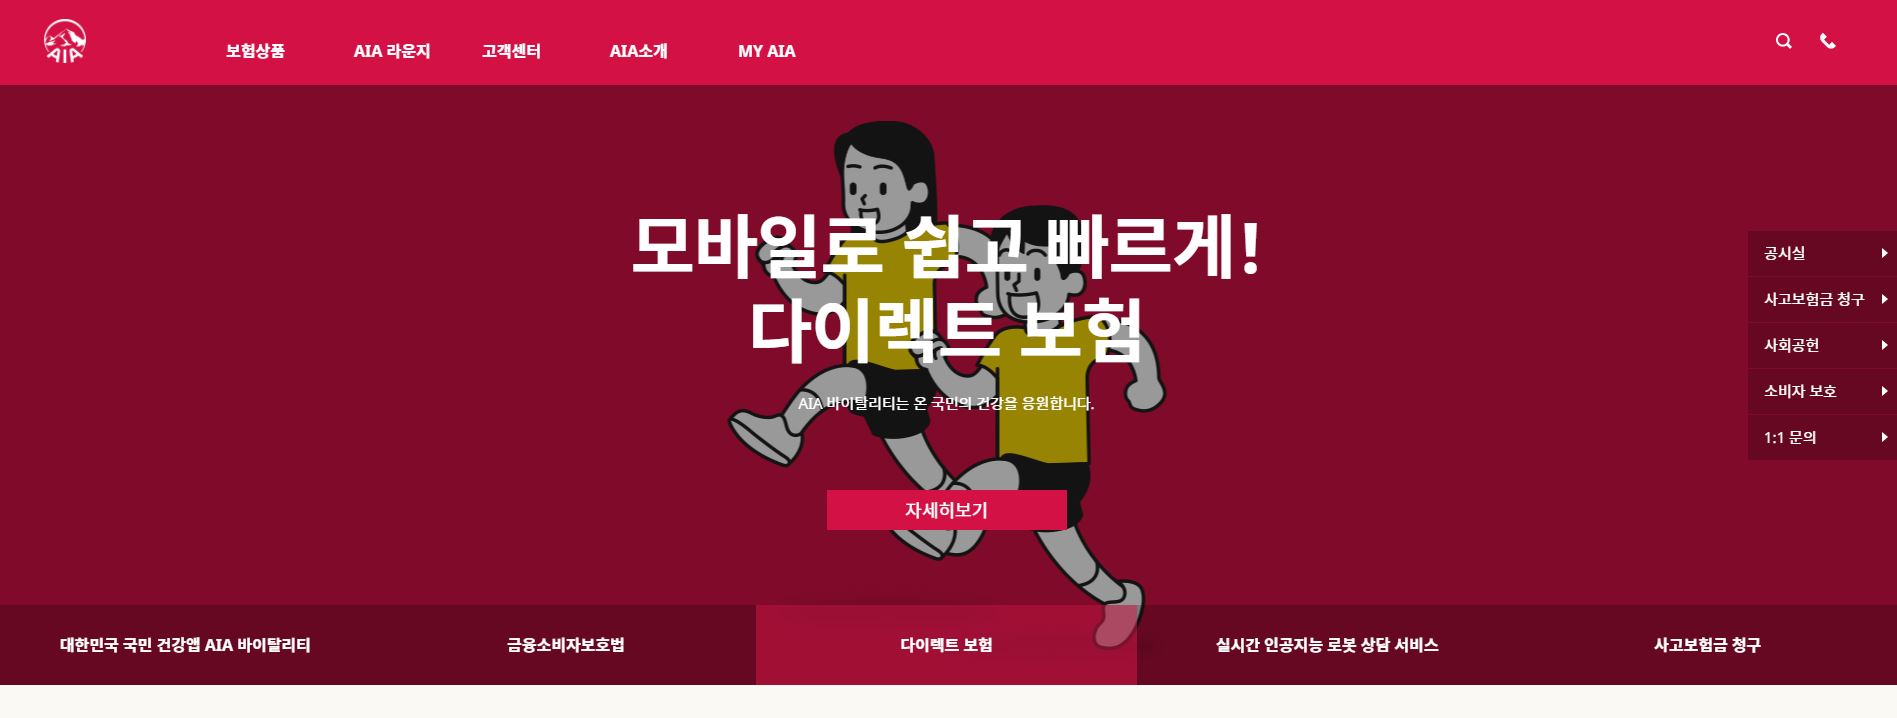 AIA
보험상품
AIA 라운지
고객센터
AIA소개
MY AIA
모바일로 쉽고 빠르게!
다이렉트 보험
AIA 바이탈리티는 온 국민의 건강을 응원합니다.
자세히보기
공시실
사고보험금 청구
사회공헌
소비자 보호
1:1 문의
대한민국 국민 건강앱 AIA 바이탈리티
금융소비자보호법
다이렉트 보험
실시간 인공지능 로봇 상담 서비스
사고보험금 청구